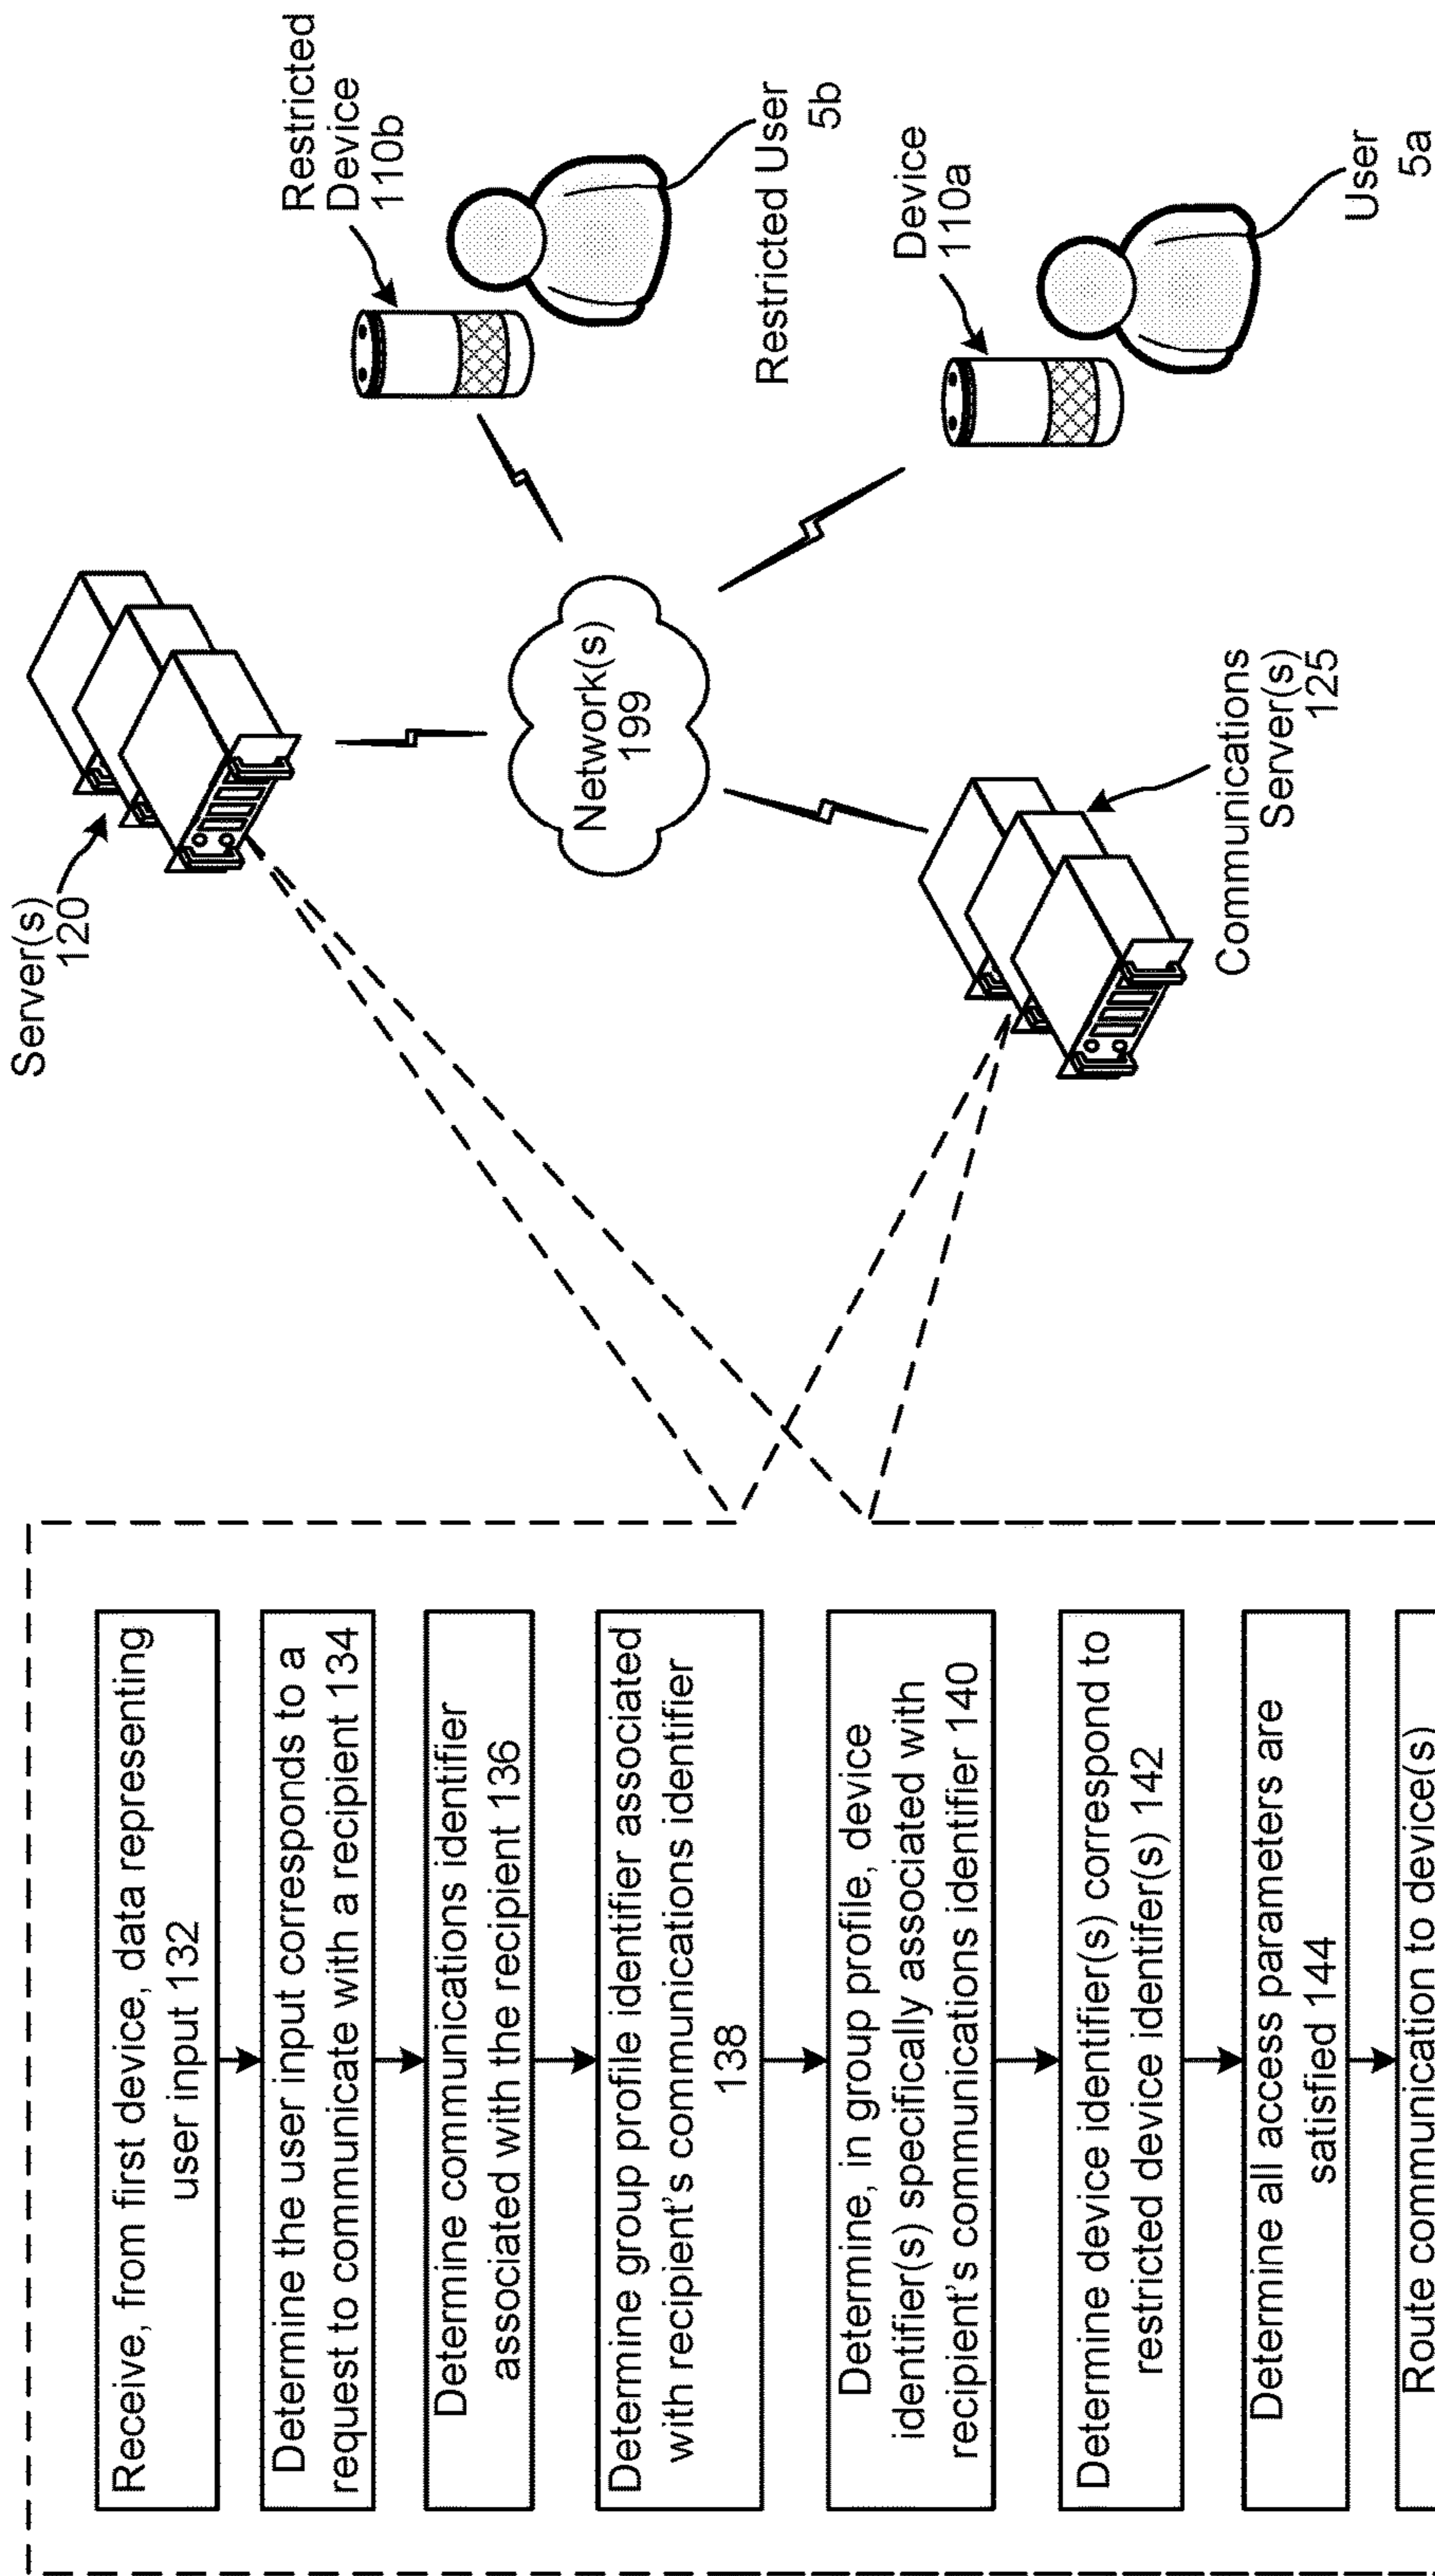 Server(s)
120
Restricted
Device
110b
Restricted User
5b
Network(s)
199
Device
110a
User
5a
Communications
Server(s)
125
Receive, from first device, data representing
user input 132
Determine the user input corresponds to a
request to communicate with a recipient 134
Determine communications identifier
associated with the recipient 136
Determine group profile identifier associated
with recipient's communications identifier
138
Determine, in group profile, device
identifier(s) specifically associated with
recipient's communications identifier 140
Determine device identifier(s) correspond to
restricted device identifer(s) 142
Determine all access parameters are
satisfied 144
Route communication to device(s)